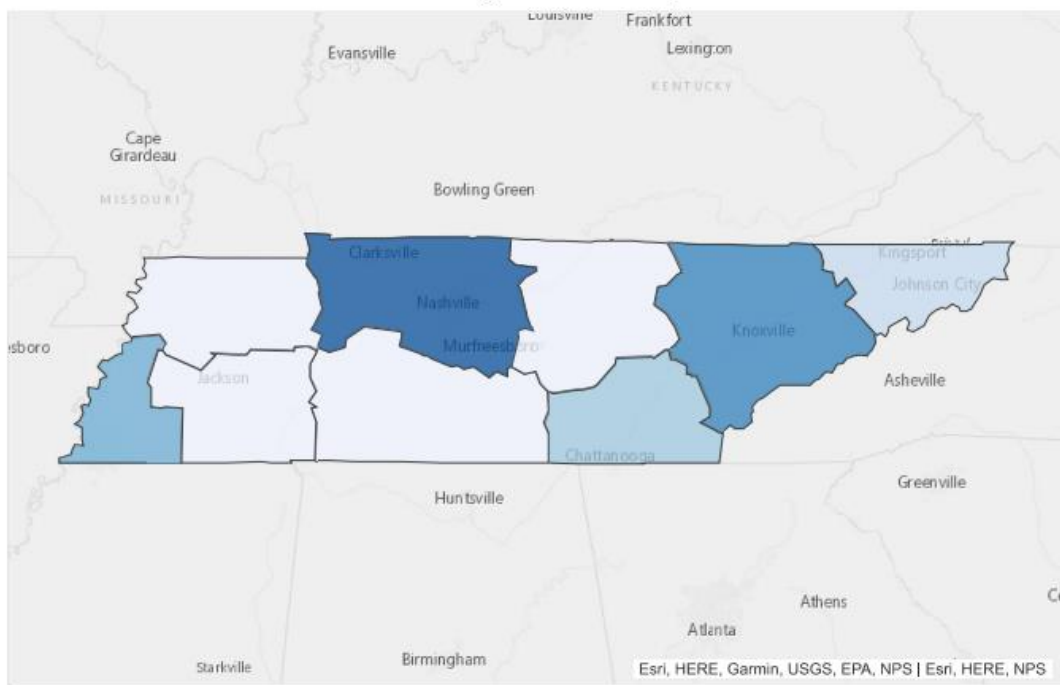 Louisville
Frankfort
Evansville
Lexington
KENTUCKY
Cape
Girardeau
MISSOURI
Bowling Green
Clarksville
Kingsport
Nashville
Johnson City
Knoxville
esboro
Murfreesboro
Jackson
Asheville
Chattanooga
Greenville
Huntsville
Athens
Atlanta
Birmingham
Starkville
Esri, HERE, Garmin, USGS, EPA, NPS | Esri, HERE, NPS